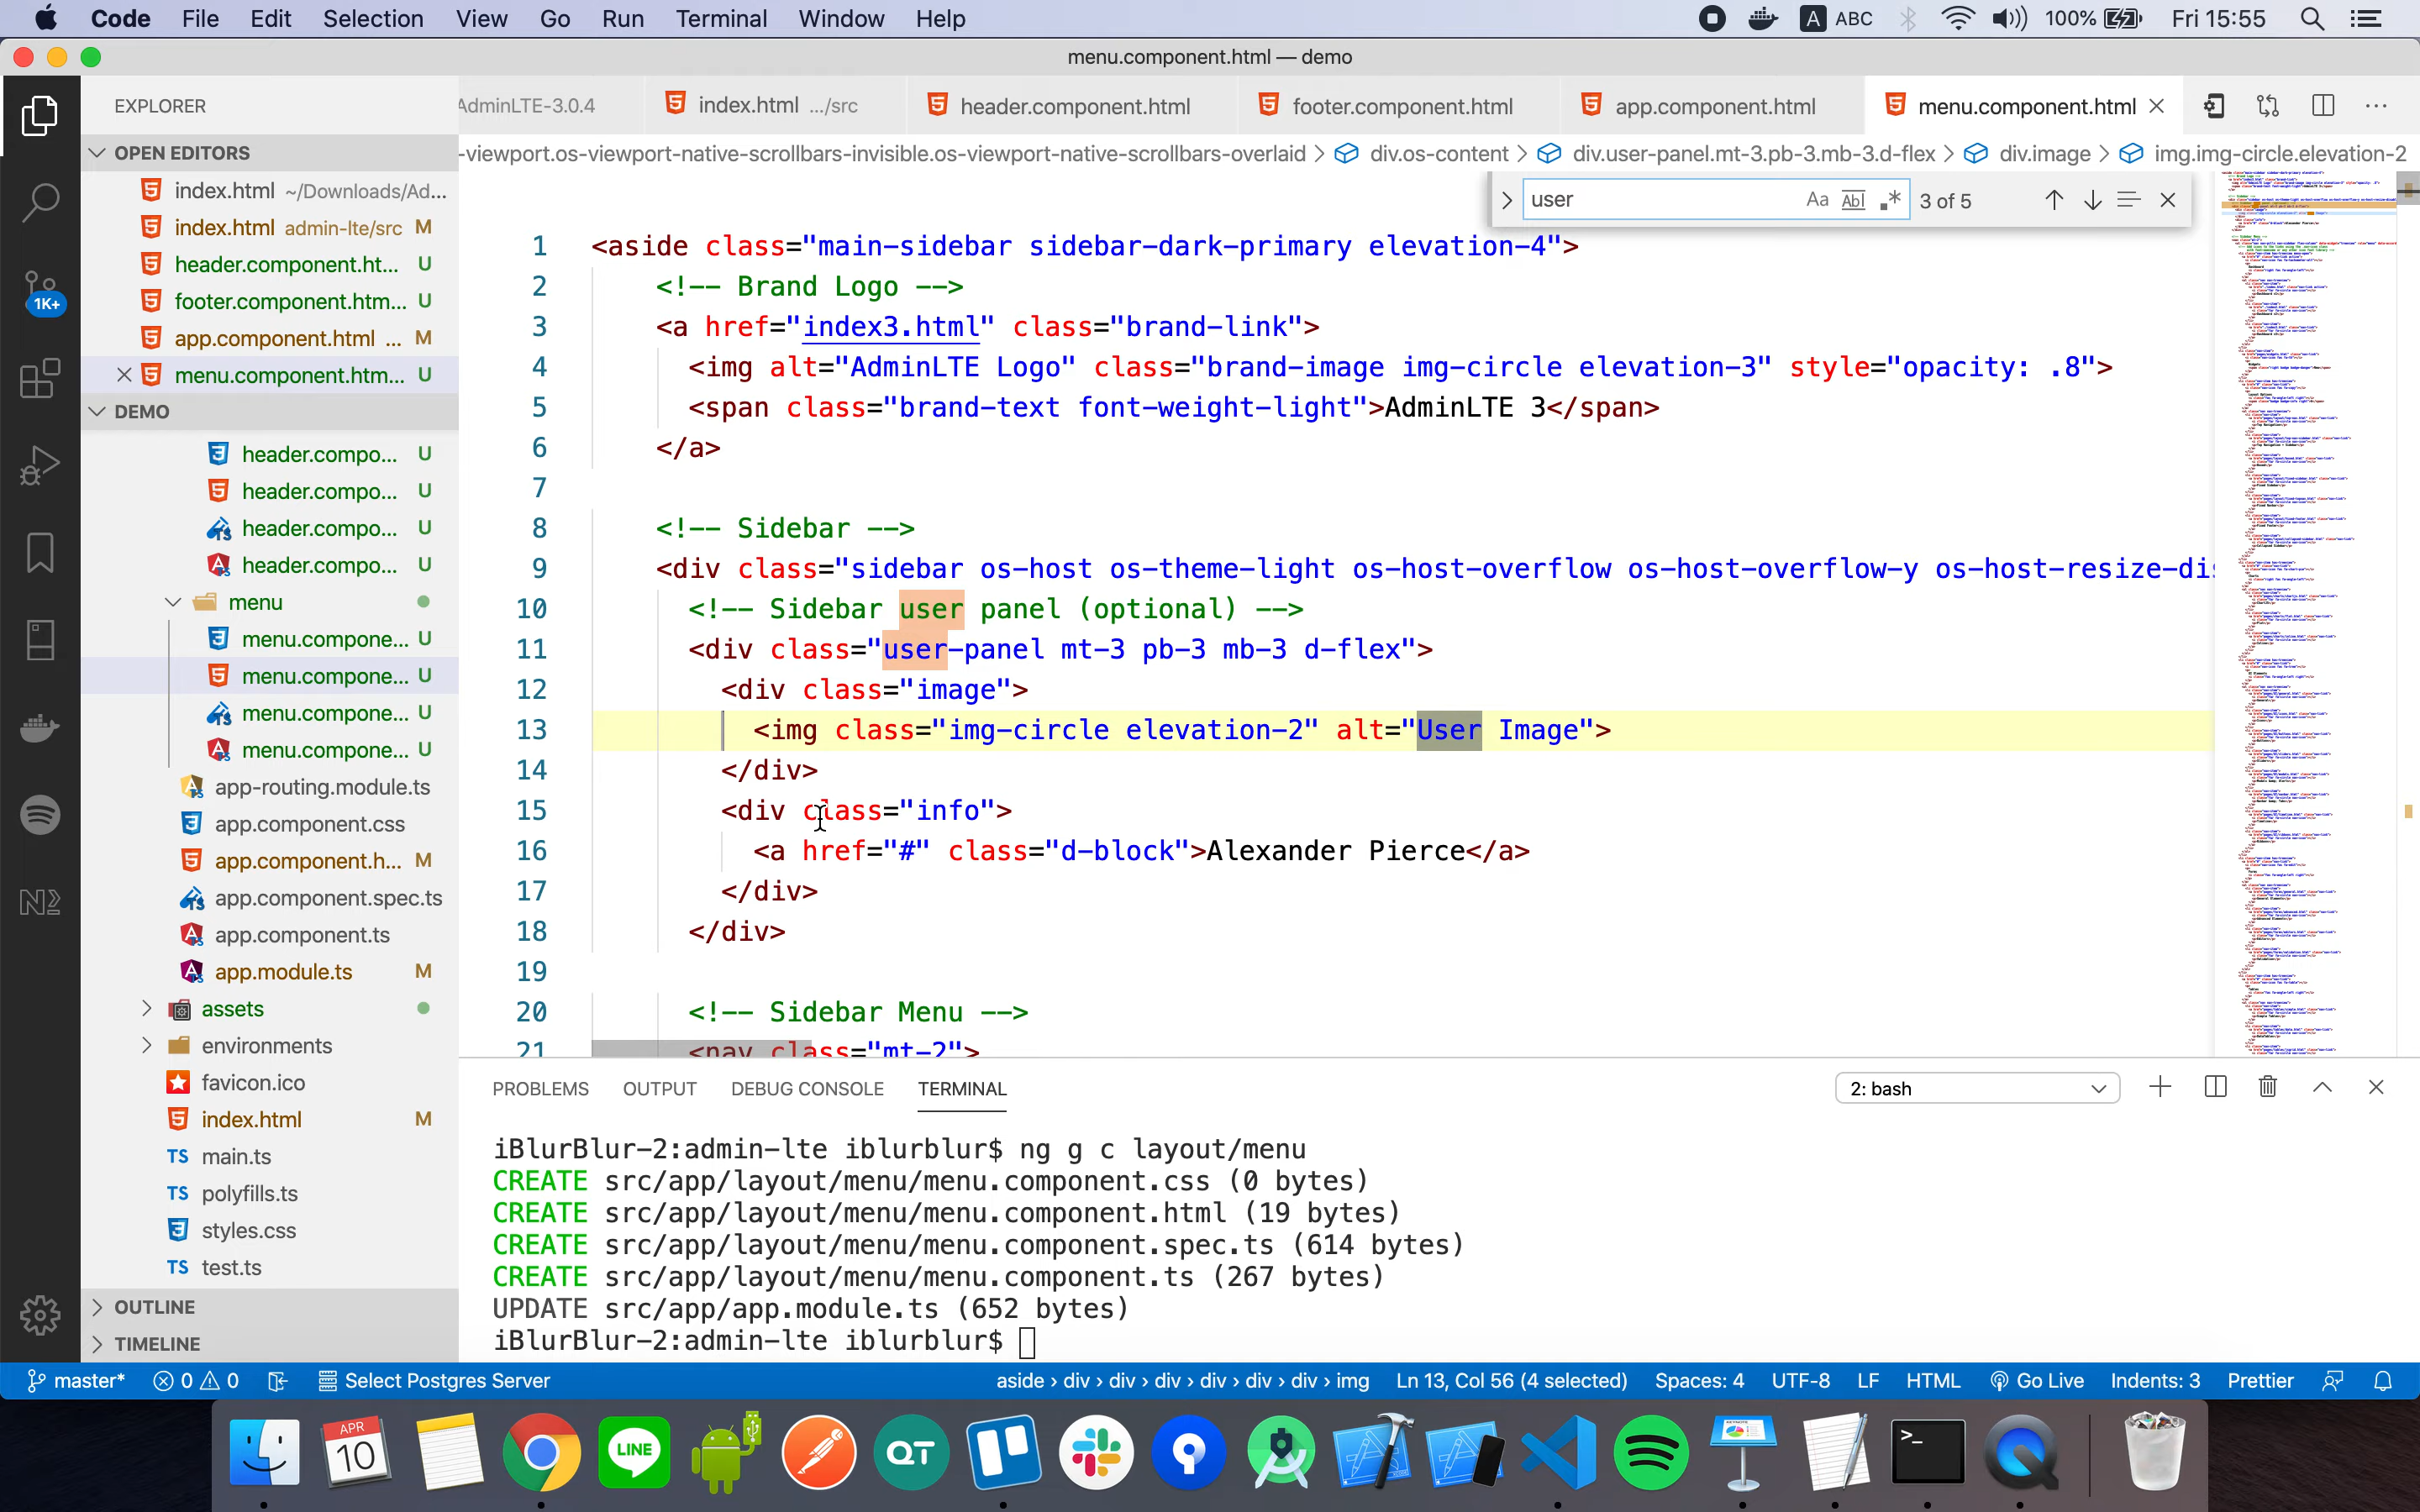 Code File Edit Selection View Go Run Terminal Window Help
A ABC 100% Fri 15:55
menu.component.html — demo
EXPLORER
AdminLTE-3.0.4
index.html .../src
header.component.html
footer.component.html
app.component.html
menu.component.html
OPEN EDITORS
-viewport.os-viewport-native-scrollbars-invisible.os-viewport-native-scrollbars-overlaid > div.os-content > div.user-panel.mt-3.pb-3.mb-3.d-flex > div.image > img.img-circle.elevation-2
index.html ~/Downloads/Ad...
index.html admin-lte/src M
header.component.ht... U
footer.component.htm... U
app.component.html ... M
menu.component.htm... U
user
Aa Abl .*
3 of 5
DEMO
header.compo... U
header.compo... U
header.compo... U
header.compo... U
menu
menu.compone... U
menu.compone... U
menu.compone... U
menu.compone... U
app-routing.module.ts
app.component.css
app.component.h... M
app.component.spec.ts
app.component.ts
app.module.ts M
assets
environments
favicon.ico
index.html M
TS main.ts
TS polyfills.ts
styles.css
TS test.ts
OUTLINE
TIMELINE
1K+
1 <aside class="main-sidebar sidebar-dark-primary elevation-4">
2 <!-- Brand Logo -->
3 <a href="index3.html" class="brand-link">
4 <img alt="AdminLTE Logo" class="brand-image img-circle elevation-3" style="opacity: .8">
5 <span class="brand-text font-weight-light">AdminLTE 3</span>
6 </a>
7
8 <!-- Sidebar -->
9 <div class="sidebar os-host os-theme-light os-host-overflow os-host-overflow-y os-host-resize-dis
10 <!-- Sidebar user panel (optional) -->
11 <div class="user-panel mt-3 pb-3 mb-3 d-flex">
12 <div class="image">
13 <img class="img-circle elevation-2" alt="User Image">
14 </div>
15 <div class="info">
16 <a href="#" class="d-block">Alexander Pierce</a>
17 </div>
18 </div>
19
20 <!-- Sidebar Menu -->
21 <nav class="mt-2">
PROBLEMS OUTPUT DEBUG CONSOLE TERMINAL
2: bash
iBlurBlur-2:admin-lte iblurblur$ ng g c layout/menu
CREATE src/app/layout/menu/menu.component.css (0 bytes)
CREATE src/app/layout/menu/menu.component.html (19 bytes)
CREATE src/app/layout/menu/menu.component.spec.ts (614 bytes)
CREATE src/app/layout/menu/menu.component.ts (267 bytes)
UPDATE src/app/app.module.ts (652 bytes)
iBlurBlur-2:admin-lte iblurblur$
master* 0 0 Select Postgres Server
aside > div > div > div > div > div > div > img Ln 13, Col 56 (4 selected) Spaces: 4 UTF-8 LF HTML Go Live Indents: 3 Prettier
APR
10
LINE
QT
KEYNOTE
>_